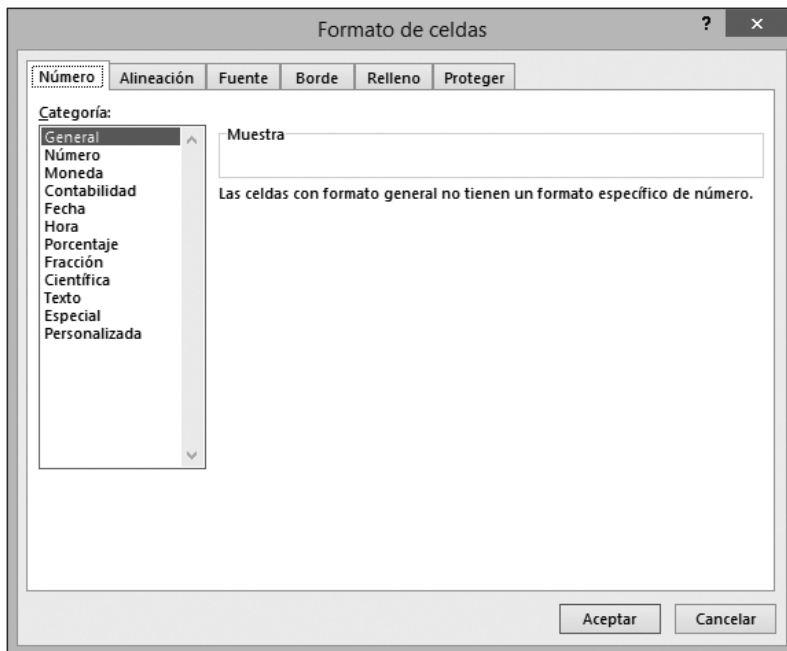 Formato de celdas
? ×
Número Alineación Fuente Borde Relleno Proteger
Categoría:
General
Número
Moneda
Contabilidad
Fecha
Hora
Porcentaje
Fracción
Científica
Texto
Especial
Personalizada
Muestra
Las celdas con formato general no tienen un formato específico de número.
Aceptar Cancelar